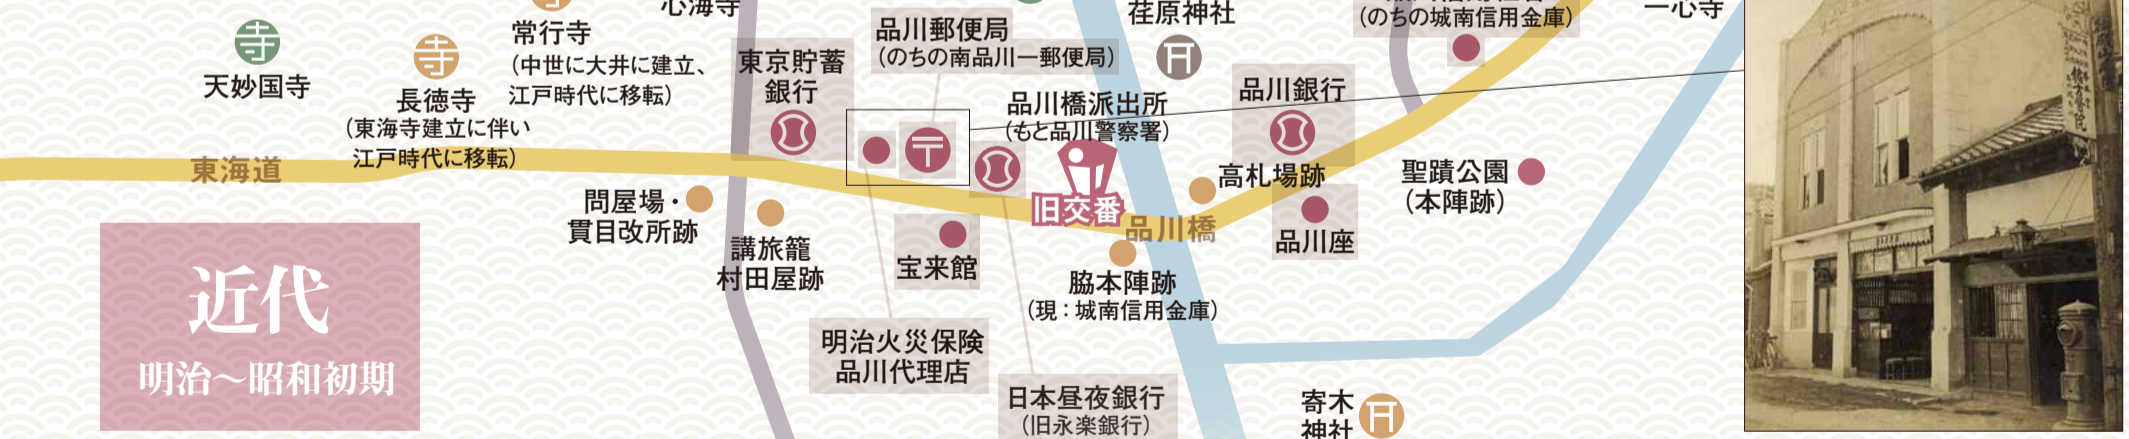 心海寺
荏原神社
(のちの城南信用金庫)
一心寺
寺
天妙国寺
寺
長徳寺
(東海寺建立に伴い
江戸時代に移転)
常行寺
(中世に大井に建立、
江戸時代に移転)
東京貯蓄
銀行
品川郵便局
(のちの南品川一郵便局)
品川橋派出所
(もと品川警察署)
品川銀行
高札場跡
聖蹟公園
(本陣跡)
東海道
問屋場・
貫目改所跡
講旅籠
村田屋跡
宝来館
旧交番
品川橋
品川座
脇本陣跡
(現：城南信用金庫)
明治火災保険
品川代理店
日本昼夜銀行
(旧永楽銀行)
寄木
神社
近代
明治～昭和初期